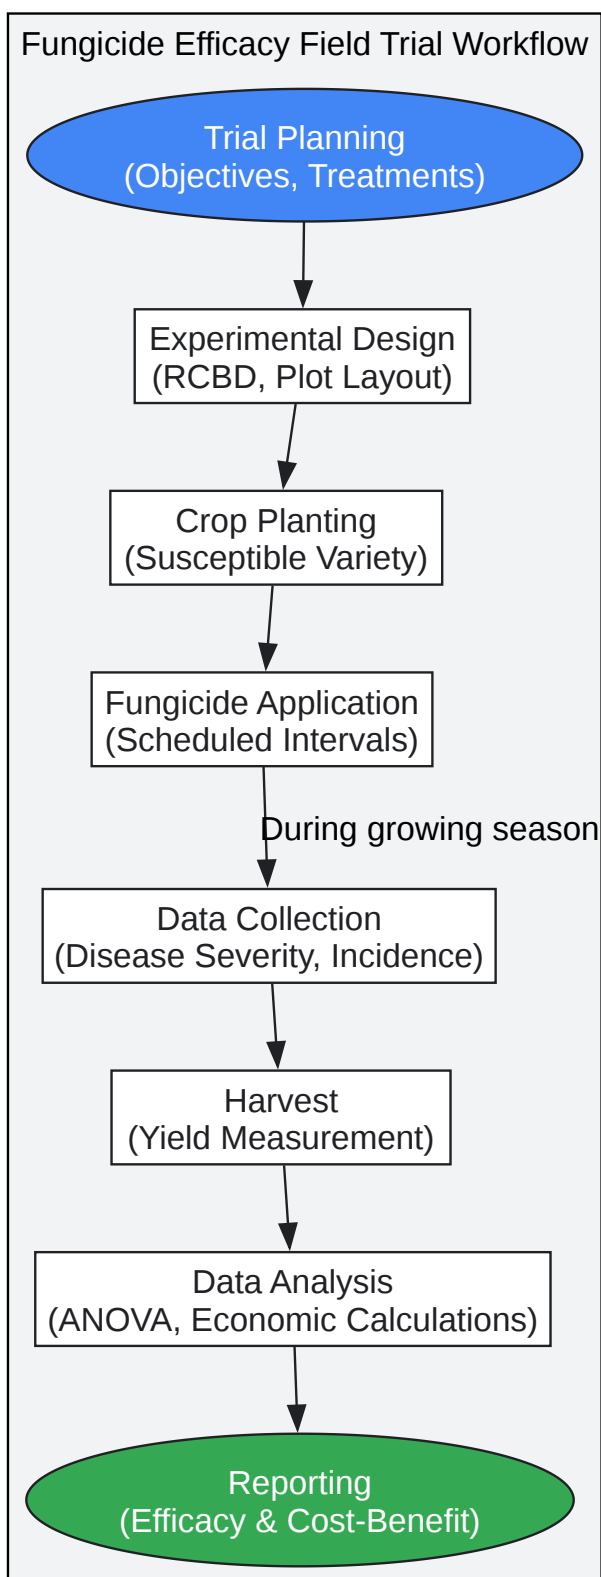 Fungicide Efficacy Field Trial Workflow
Trial Planning
(Objectives, Treatments)
Experimental Design
(RCBD, Plot Layout)
Crop Planting
(Susceptible Variety)
Fungicide Application
(Scheduled Intervals)
During growing season
Data Collection
(Disease Severity, Incidence)
Harvest
(Yield Measurement)
Data Analysis
(ANOVA, Economic Calculations)
Reporting
(Efficacy & Cost-Benefit)